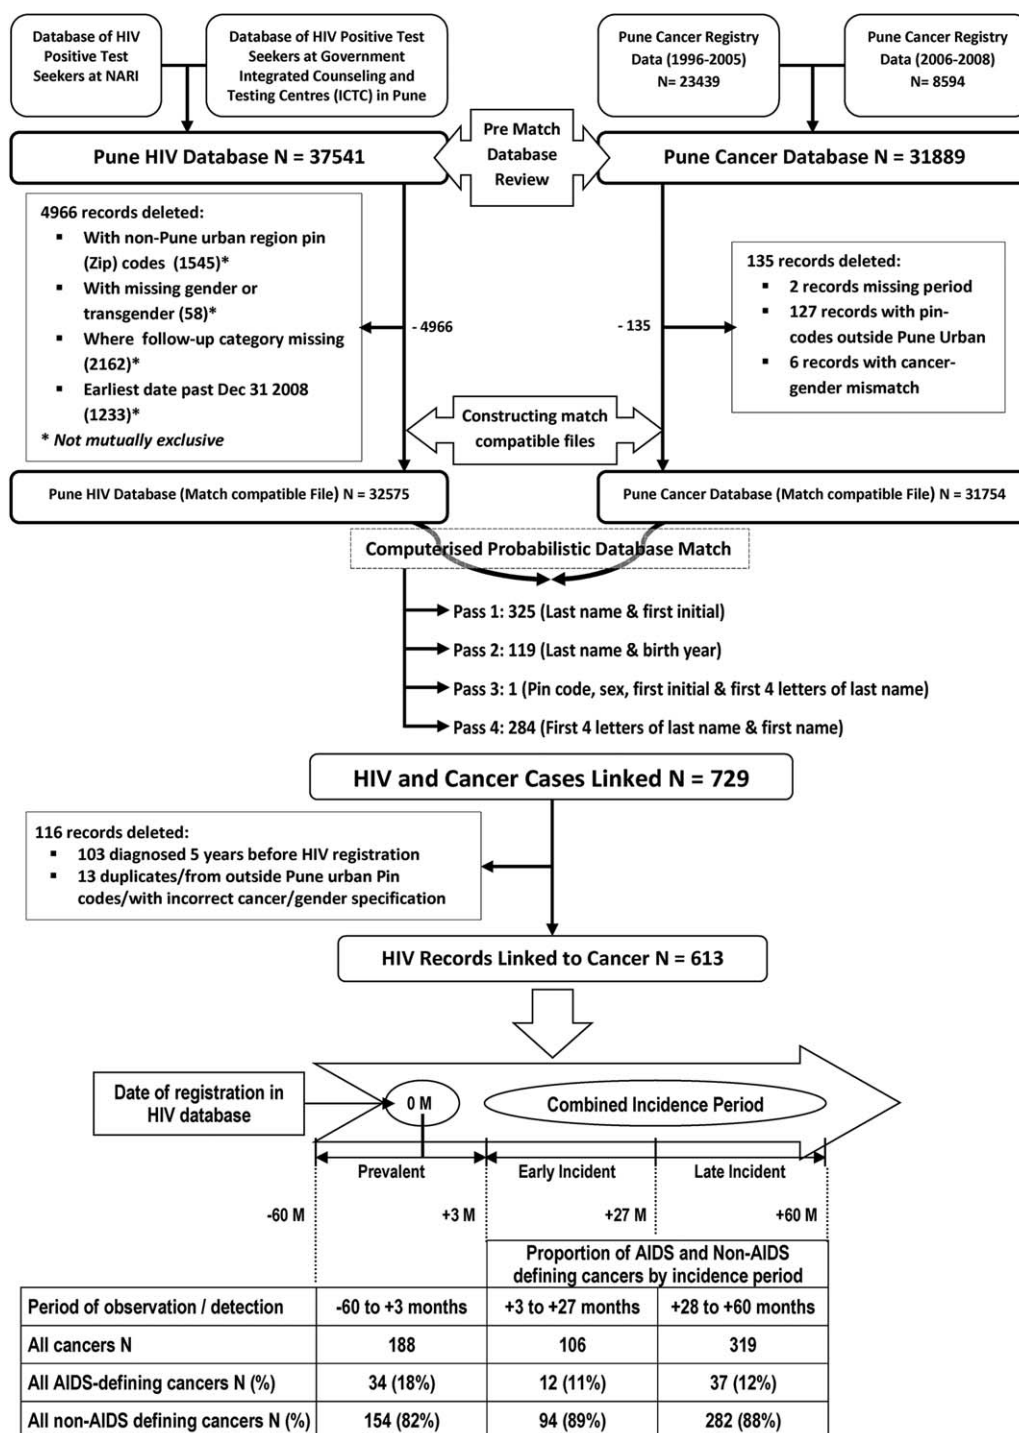 Database of HIV
Positive Test
Seekers at NARI
Database of HIV Positive Test
Seekers at Government
Integrated Counseling and
Testing Centres (ICTC) in Pune
Pune Cancer Registry
Data (1996-2005)
N= 23439
Pune Cancer Registry
Data (2006-2008)
N= 8594
Pre Match
Database
Review
Pune HIV Database N = 37541
Pune Cancer Database N = 31889
4966 records deleted:
▪ With non-Pune urban region pin
(Zip) codes (1545)*
▪ With missing gender or
transgender (58)*
▪ Where follow-up category missing
(2162)*
▪ Earliest date past Dec 31 2008
(1233)*
* Not mutually exclusive
- 4966
- 135
135 records deleted:
▪ 2 records missing period
▪ 127 records with pin-
codes outside Pune Urban
▪ 6 records with cancer-
gender mismatch
Constructing match
compatible files
Pune HIV Database (Match compatible File) N = 32575
Pune Cancer Database (Match compatible File) N = 31754
Computerised Probabilistic Database Match
Pass 1: 325 (Last name & first initial)
Pass 2: 119 (Last name & birth year)
Pass 3: 1 (Pin code, sex, first initial & first 4 letters of last name)
Pass 4: 284 (First 4 letters of last name & first name)
HIV and Cancer Cases Linked N = 729
116 records deleted:
▪ 103 diagnosed 5 years before HIV registration
▪ 13 duplicates/from outside Pune urban Pin
codes/with incorrect cancer/gender specification
HIV Records Linked to Cancer N = 613
Date of registration in
HIV database
0 M
Combined Incidence Period
Prevalent
Early Incident
Late Incident
-60 M
+3 M
+27 M
+60 M
Proportion of AIDS and Non-AIDS
defining cancers by incidence period
Period of observation / detection -60 to +3 months +3 to +27 months +28 to +60 months
All cancers N 188 106 319
All AIDS-defining cancers N (%) 34 (18%) 12 (11%) 37 (12%)
All non-AIDS defining cancers N (%) 154 (82%) 94 (89%) 282 (88%)